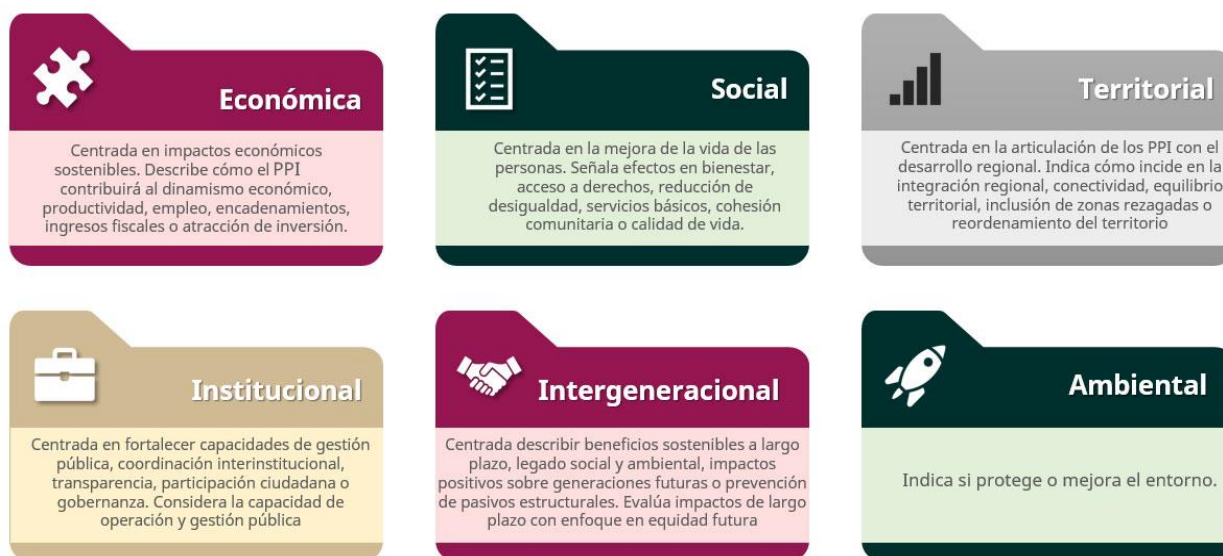 Económica
Centrada en impactos económicos
sostenibles. Describe cómo el PPI
contribuirá al dinamismo económico,
productividad, empleo, encadenamientos,
ingresos fiscales o atracción de inversión.
Social
Centrada en la mejora de la vida de las
personas. Señala efectos en bienestar,
acceso a derechos, reducción de
desigualdad, servicios básicos, cohesión
comunitaria o calidad de vida.
Territorial
Centrada en la articulación de los PPI con el
desarrollo regional. Indica cómo incide en la
integración regional, conectividad, equilibrio
territorial, inclusión de zonas rezagadas o
reordenamiento del territorio
Institucional
Centrada en fortalecer capacidades de gestión
pública, coordinación interinstitucional,
transparencia, participación ciudadana o
gobernanza. Considera la capacidad de
operación y gestión pública
Intergeneracional
Centrada describir beneficios sostenibles a largo
plazo, legado social y ambiental, impactos
positivos sobre generaciones futuras o prevención
de pasivos estructurales. Evalúa impactos de largo
plazo con enfoque en equidad futura
Ambiental
Indica si protege o mejora el entorno.